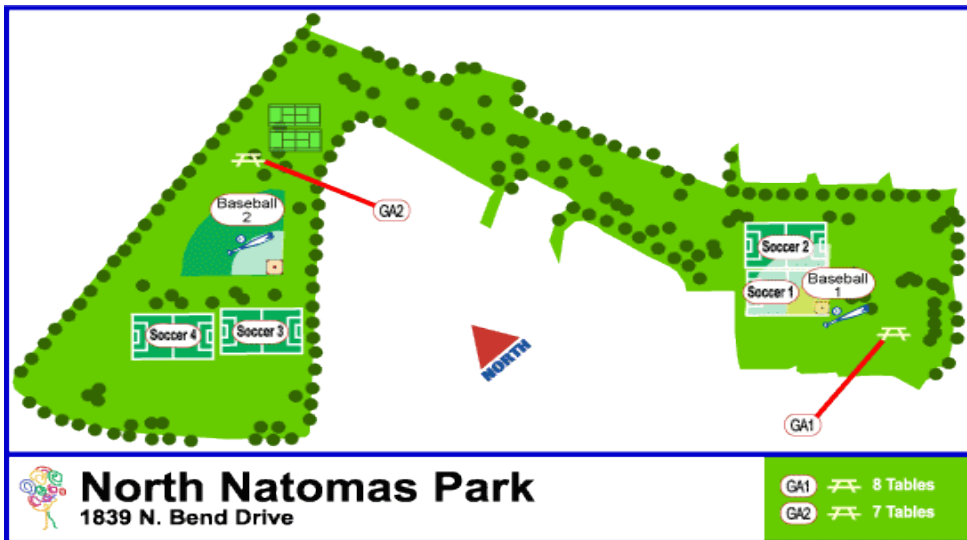 Baseball
2
GA2
Soccer 2
Soccer 1
Baseball
1
Soccer 4
Soccer 3
NORTH
GA1
North Natomas Park
1839 N. Bend Drive
GA1 8 Tables
GA2 7 Tables